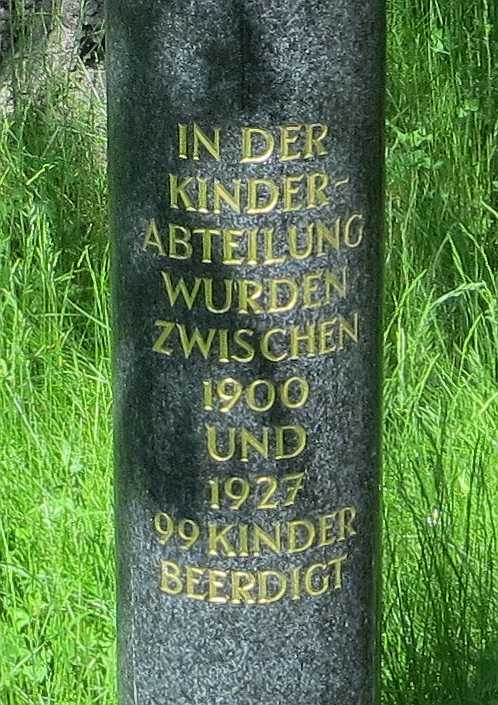 IN DER
KINDER-
ABTEILUNG
WURDEN
ZWISCHEN
1900
UND
1927
99 KINDER
BEERDIGT